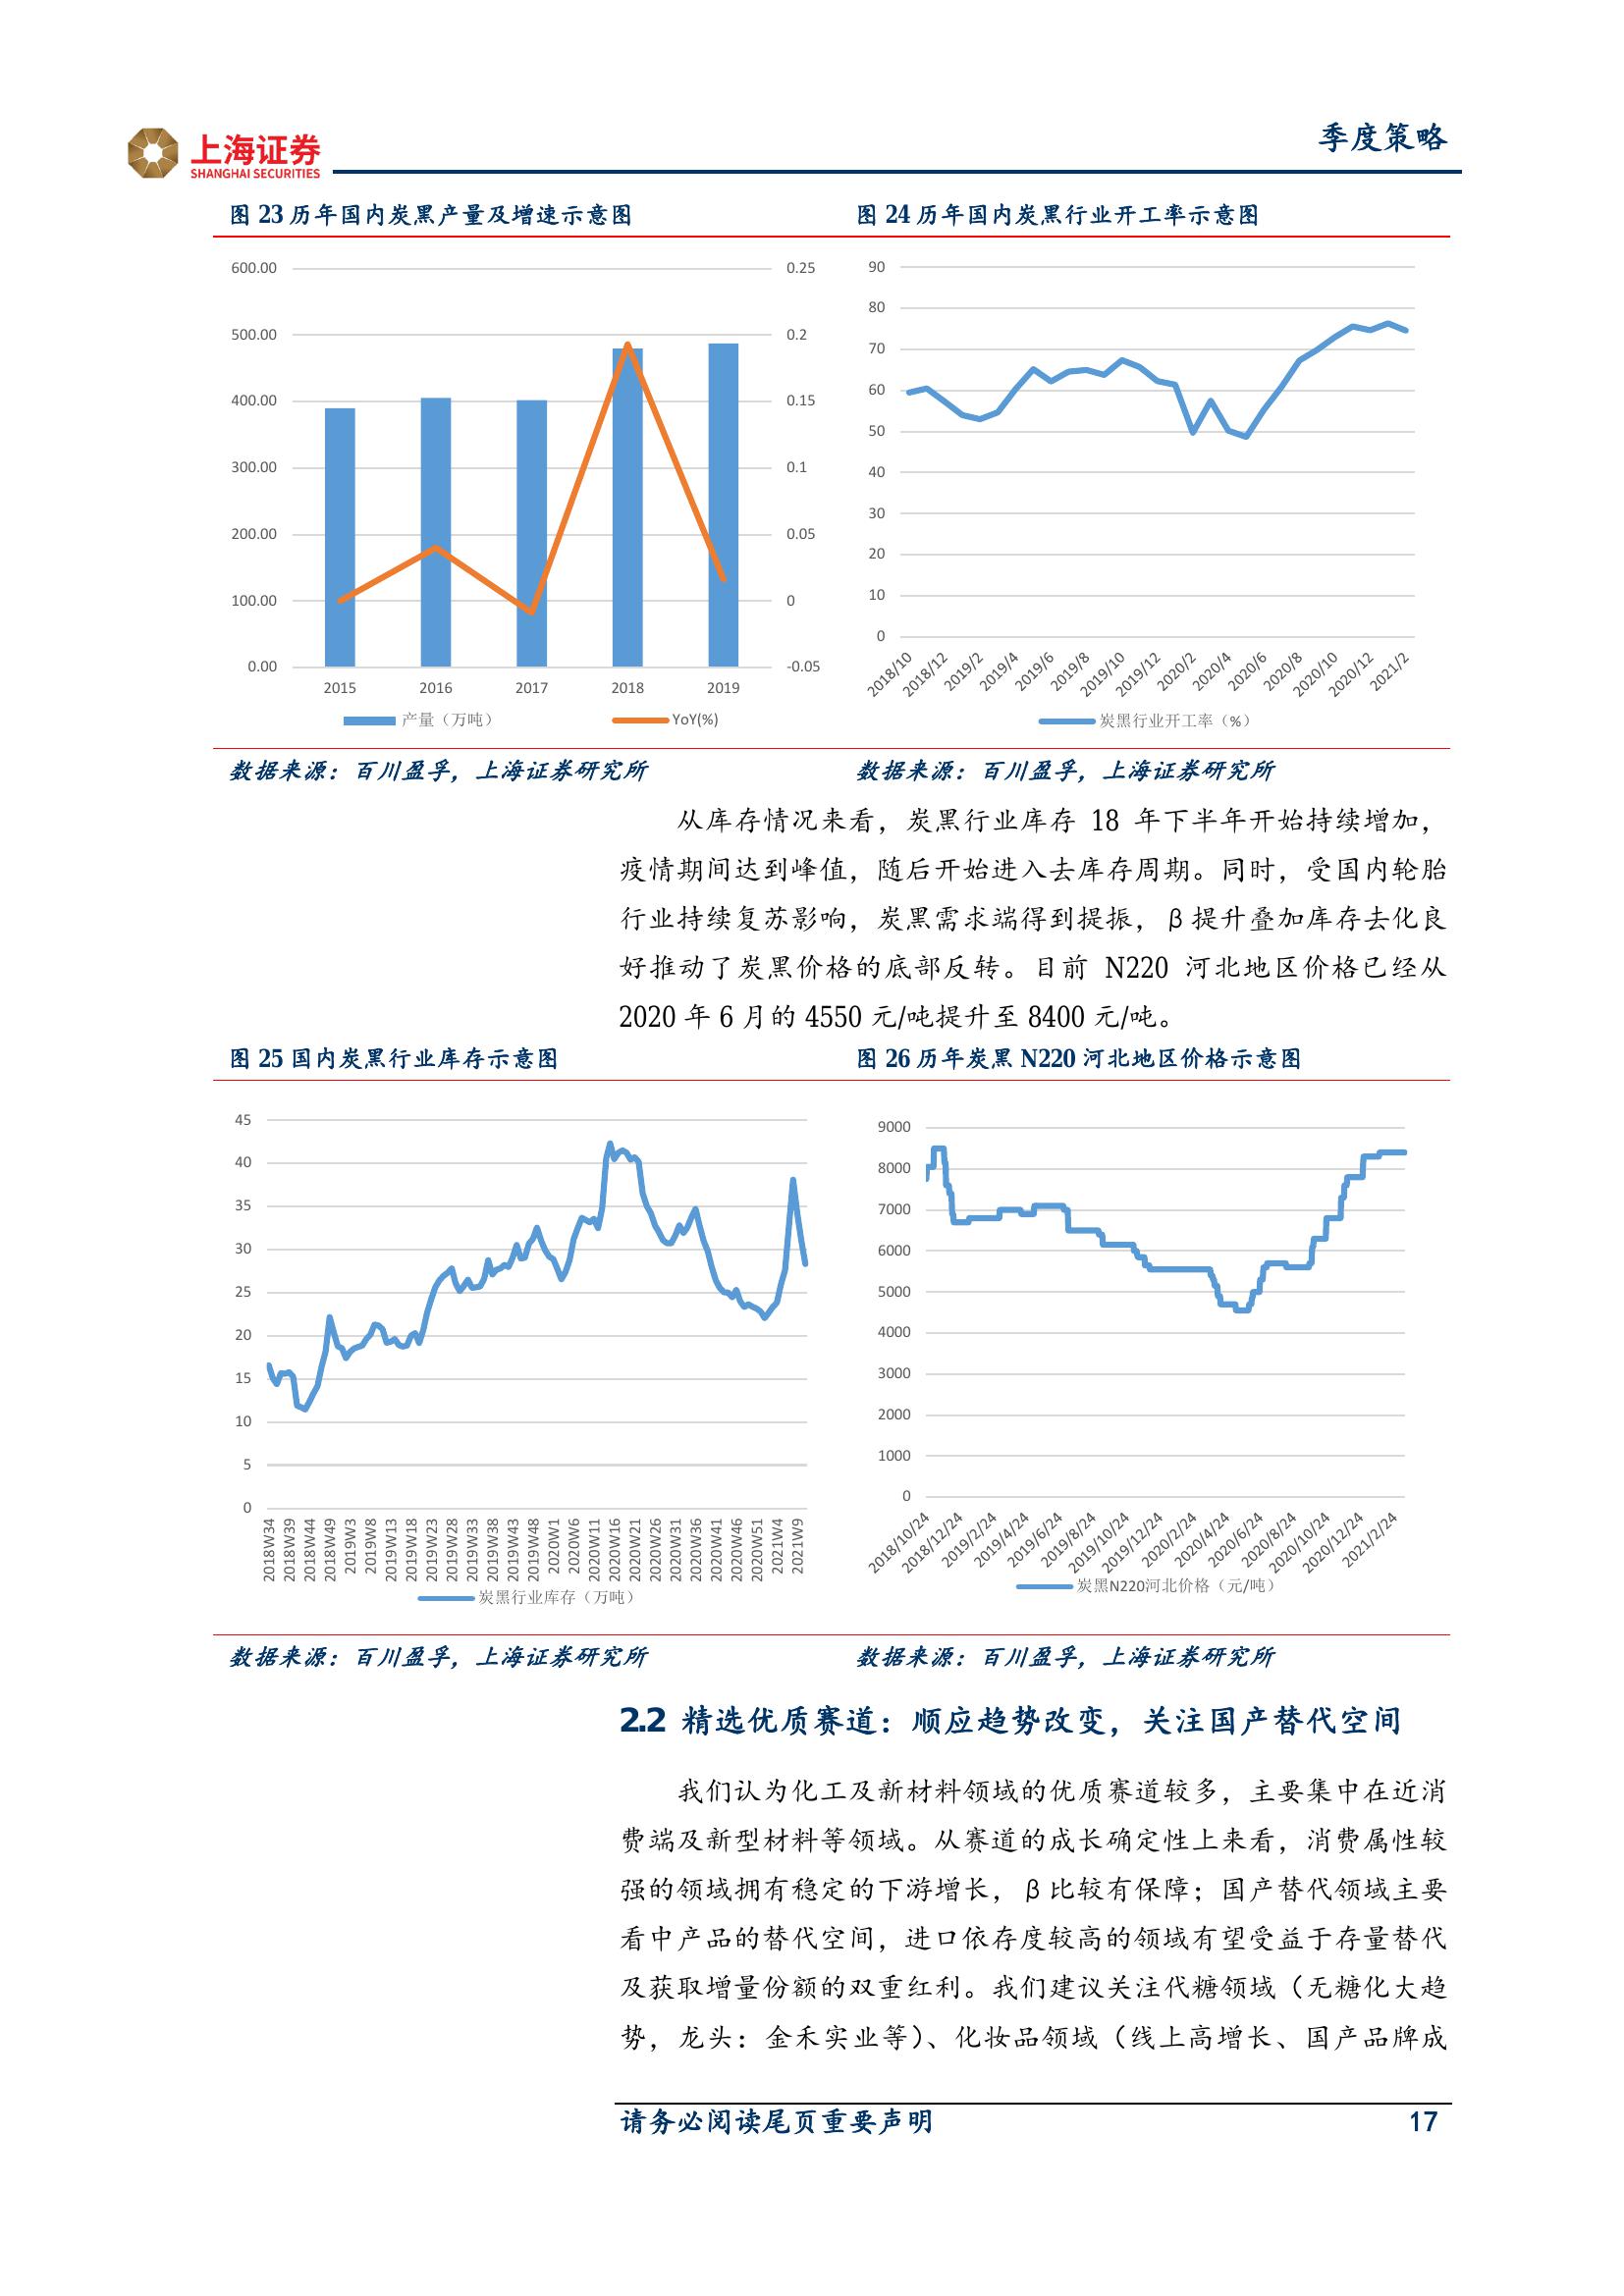 上海证券
SHANGHAI SECURITIES
季度策略
图 23 历年国内炭黑产量及增速示意图
图 24 历年国内炭黑行业开工率示意图
600.00
500.00
400.00
300.00
200.00
100.00
0.00
0.25
0.2
0.15
0.1
0.05
0
-0.05
2015 2016 2017 2018 2019
产量（万吨） YoY(%)
90
80
70
60
50
40
30
20
10
0
2018/10 2018/12 2019/2 2019/4 2019/6 2019/8 2019/10 2019/12 2020/2 2020/4 2020/6 2020/8 2020/10 2020/12 2021/2
炭黑行业开工率（%）
数据来源：百川盈孚，上海证券研究所
数据来源：百川盈孚，上海证券研究所
从库存情况来看，炭黑行业库存 18 年下半年开始持续增加，
疫情期间达到峰值，随后开始进入去库存周期。同时，受国内轮胎
行业持续复苏影响，炭黑需求端得到提振，β提升叠加库存去化良
好推动了炭黑价格的底部反转。目前 N220 河北地区价格已经从
2020 年 6 月的 4550 元/吨提升至 8400 元/吨。
图 25 国内炭黑行业库存示意图
图 26 历年炭黑 N220 河北地区价格示意图
45
40
35
30
25
20
15
10
5
0
2018W34 2018W39 2018W44 2018W49 2019W3 2019W8 2019W13 2019W18 2019W23 2019W28 2019W33 2019W38 2019W43 2019W48 2020W1 2020W6 2020W11 2020W16 2020W21 2020W26 2020W31 2020W36 2020W41 2020W46 2020W51 2021W4 2021W9
炭黑行业库存（万吨）
9000
8000
7000
6000
5000
4000
3000
2000
1000
0
2018/10/24 2018/12/24 2019/2/24 2019/4/24 2019/6/24 2019/8/24 2019/10/24 2019/12/24 2020/2/24 2020/4/24 2020/6/24 2020/8/24 2020/10/24 2020/12/24 2021/2/24
炭黑N220河北价格（元/吨）
数据来源：百川盈孚，上海证券研究所
数据来源：百川盈孚，上海证券研究所
2.2 精选优质赛道：顺应趋势改变，关注国产替代空间
我们认为化工及新材料领域的优质赛道较多，主要集中在近消
费端及新型材料等领域。从赛道的成长确定性上来看，消费属性较
强的领域拥有稳定的下游增长，β比较有保障；国产替代领域主要
看中产品的替代空间，进口依存度较高的领域有望受益于存量替代
及获取增量份额的双重红利。我们建议关注代糖领域（无糖化大趋
势，龙头：金禾实业等）、化妆品领域（线上高增长、国产品牌成
请务必阅读尾页重要声明
17